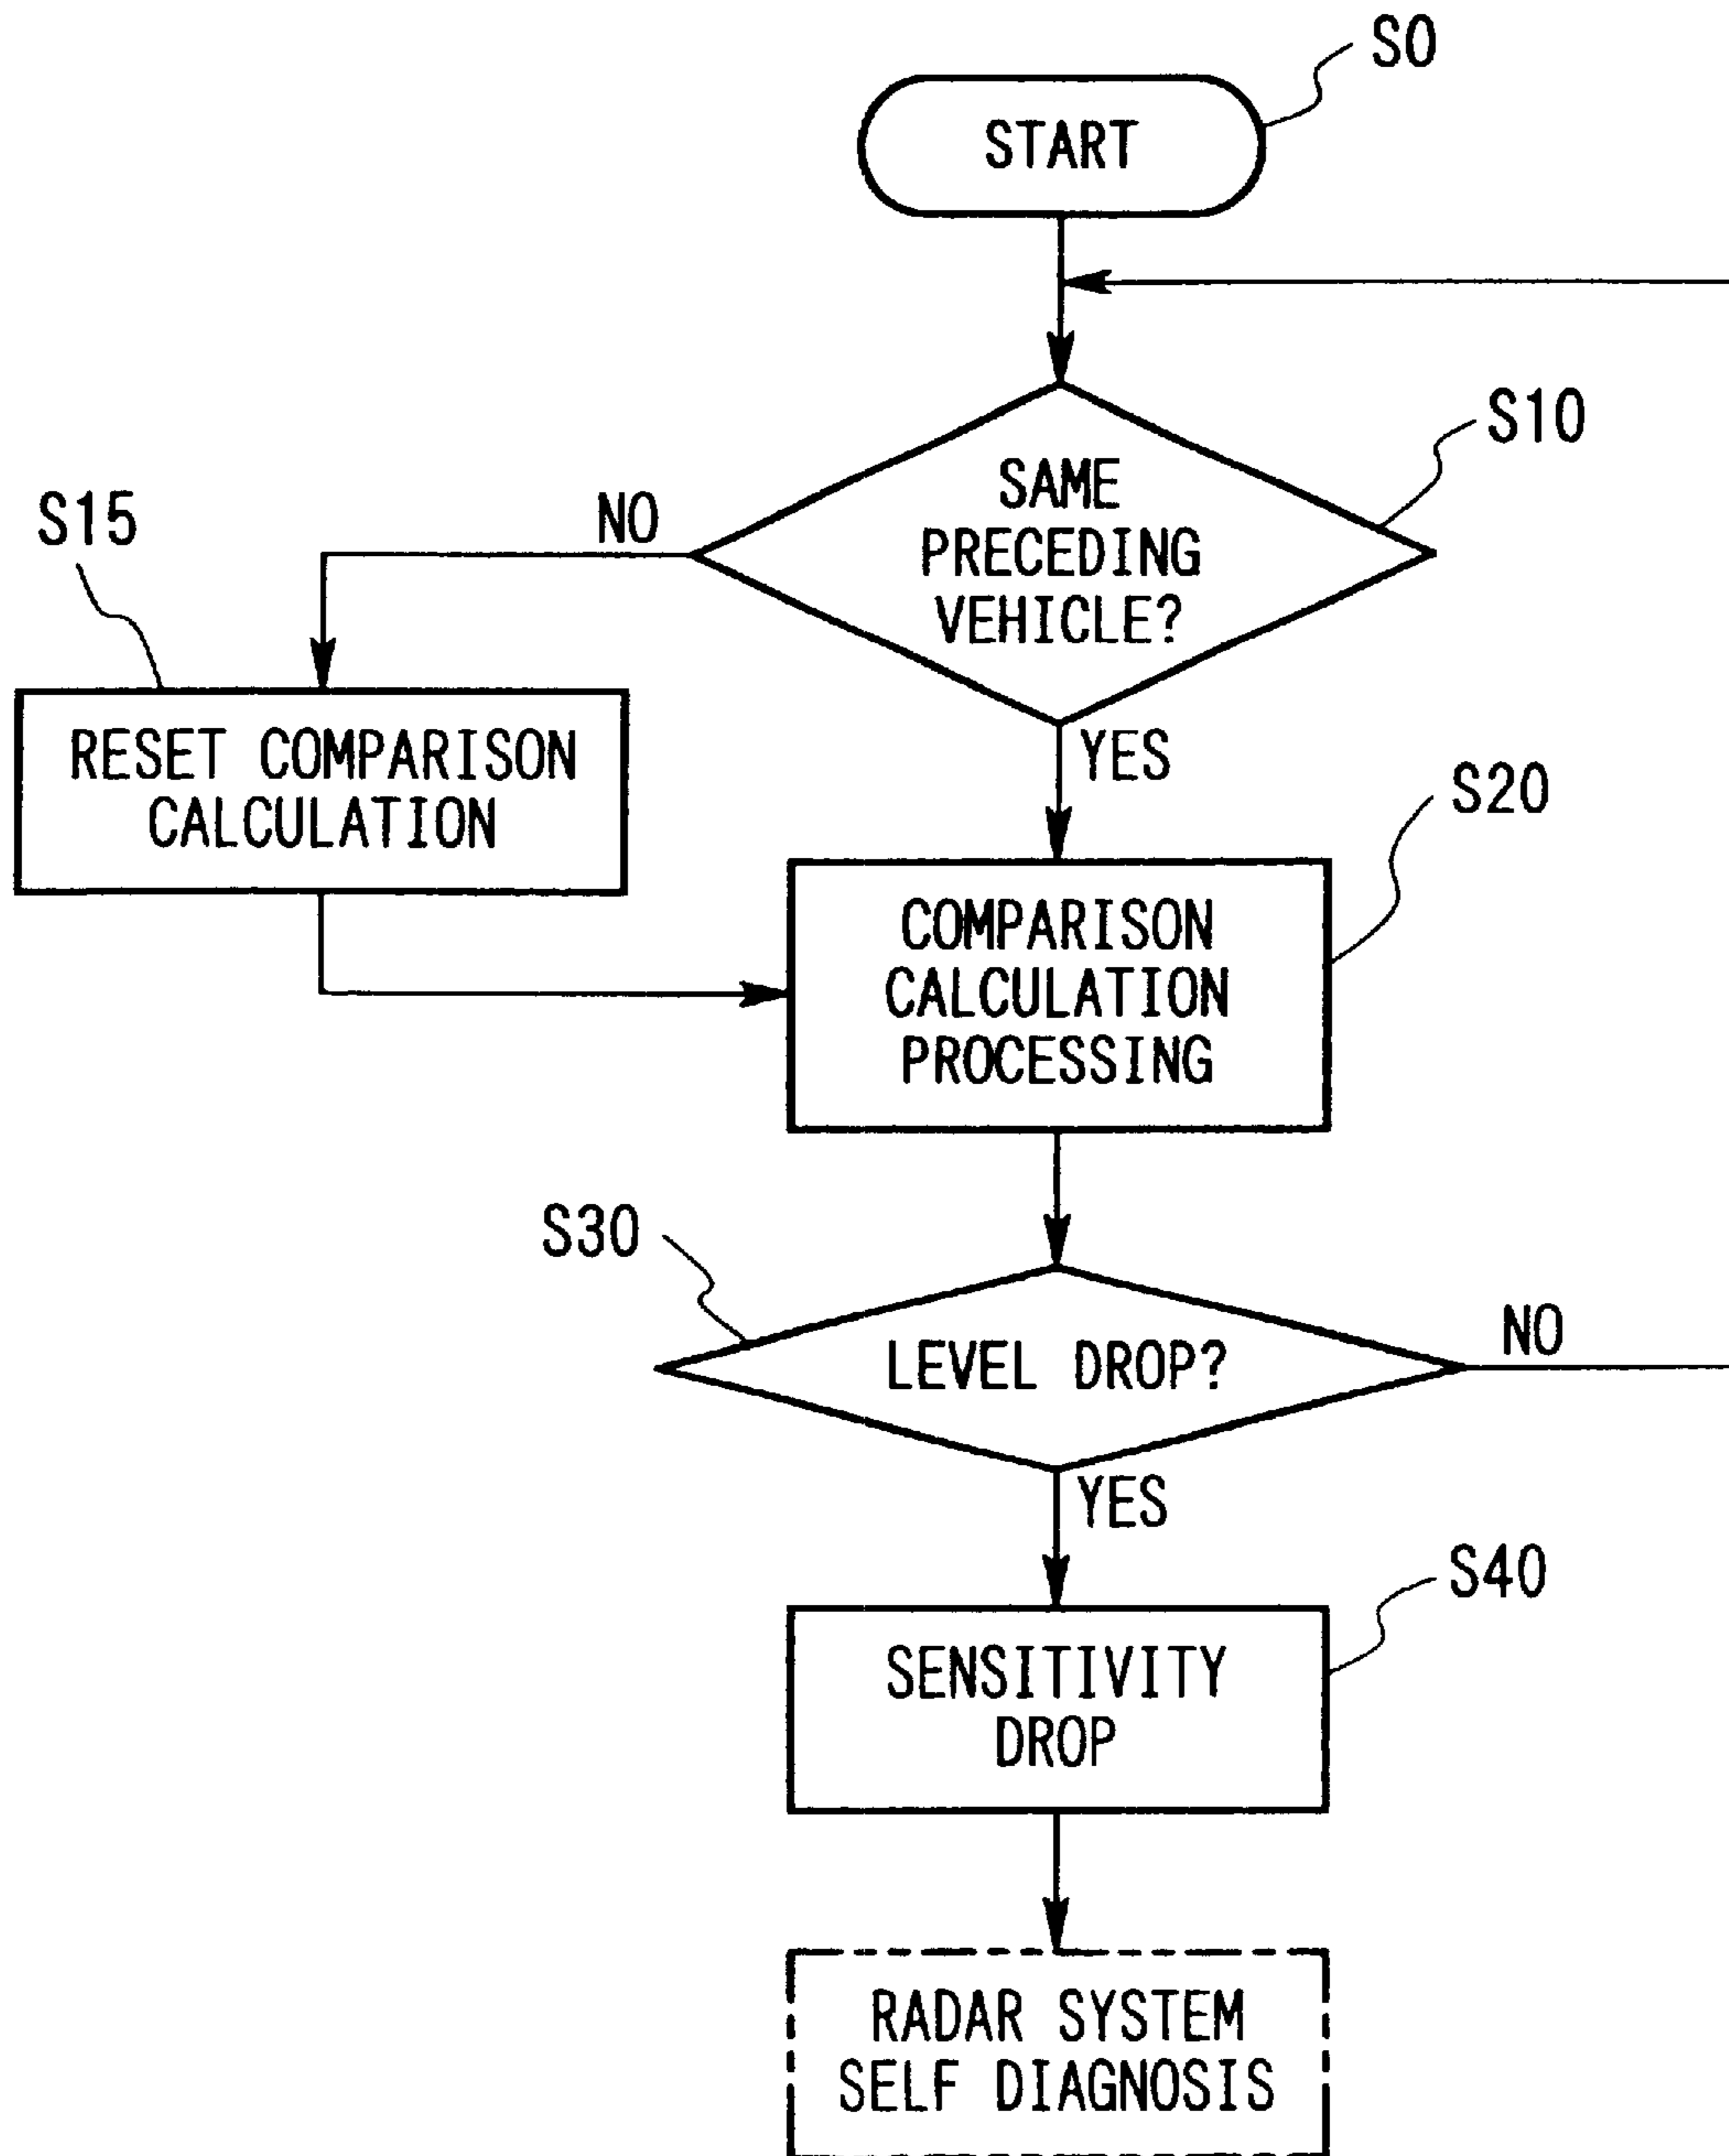 S0
START
S10
SAME
PRECEDING
VEHICLE?
NO
S15
YES
RESET COMPARISON
CALCULATION
S20
COMPARISON
CALCULATION
PROCESSING
S30
NO
LEVEL DROP?
YES
S40
SENSITIVITY
DROP
RADAR SYSTEM
SELF DIAGNOSIS